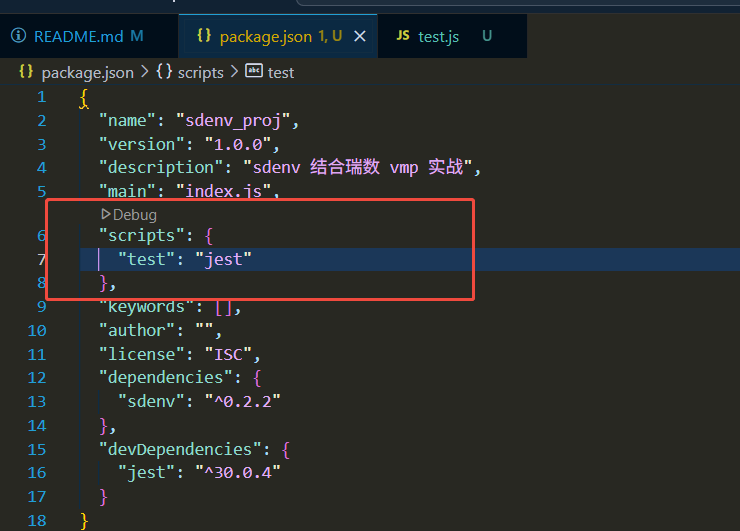 README.md M
package.json 1, U
JS test.js U
{} package.json > {} scripts > abc test
1 {
2 "name": "sdenv_proj",
3 "version": "1.0.0",
4 "description": "sdenv 结合瑞数 vmp 实战",
5 "main": "index.js",
Debug
6 "scripts": {
7 "test": "jest"
8 },
9 "keywords": [],
10 "author": "",
11 "license": "ISC",
12 "dependencies": {
13 "sdenv": "^0.2.2"
14 },
15 "devDependencies": {
16 "jest": "^30.0.4"
17 }
18 }